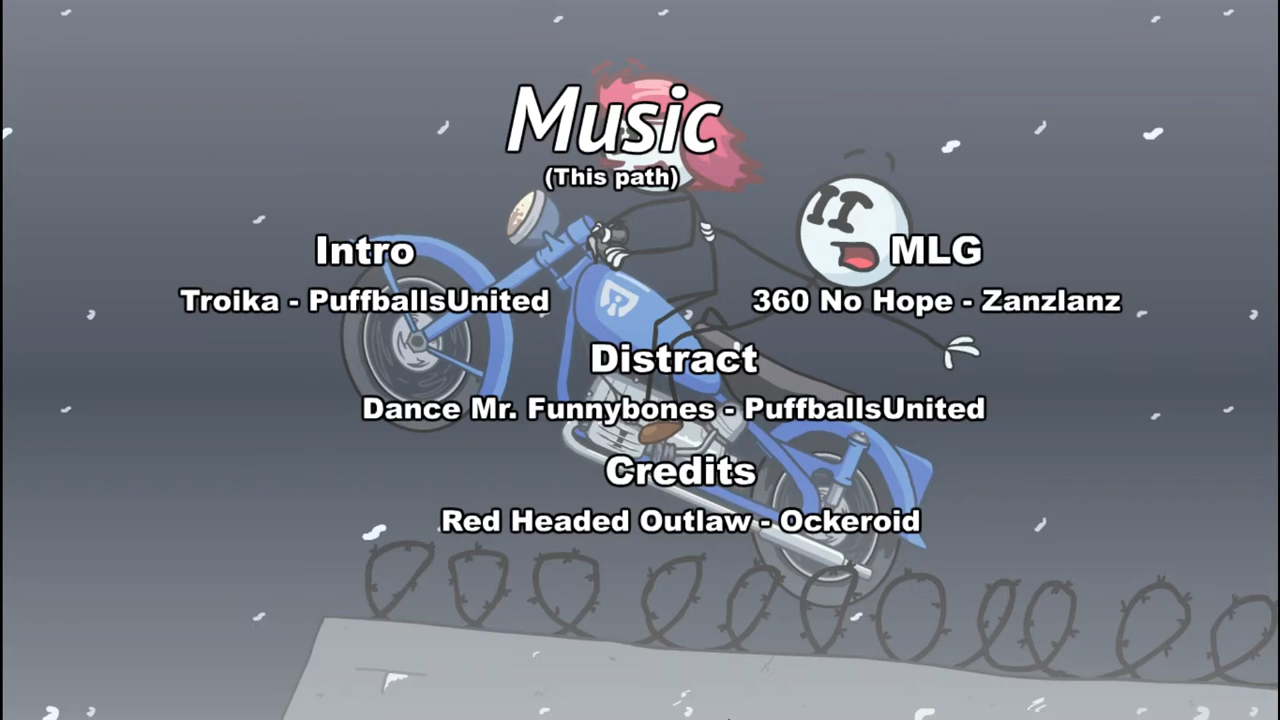 Music
(This path)
Intro
Troika - PuffballsUnited
MLG
360 No Hope - Zanzlanz
Distract
Dance Mr. Funnybones - PuffballsUnited
Credits
Red Headed Outlaw - Ockeroid